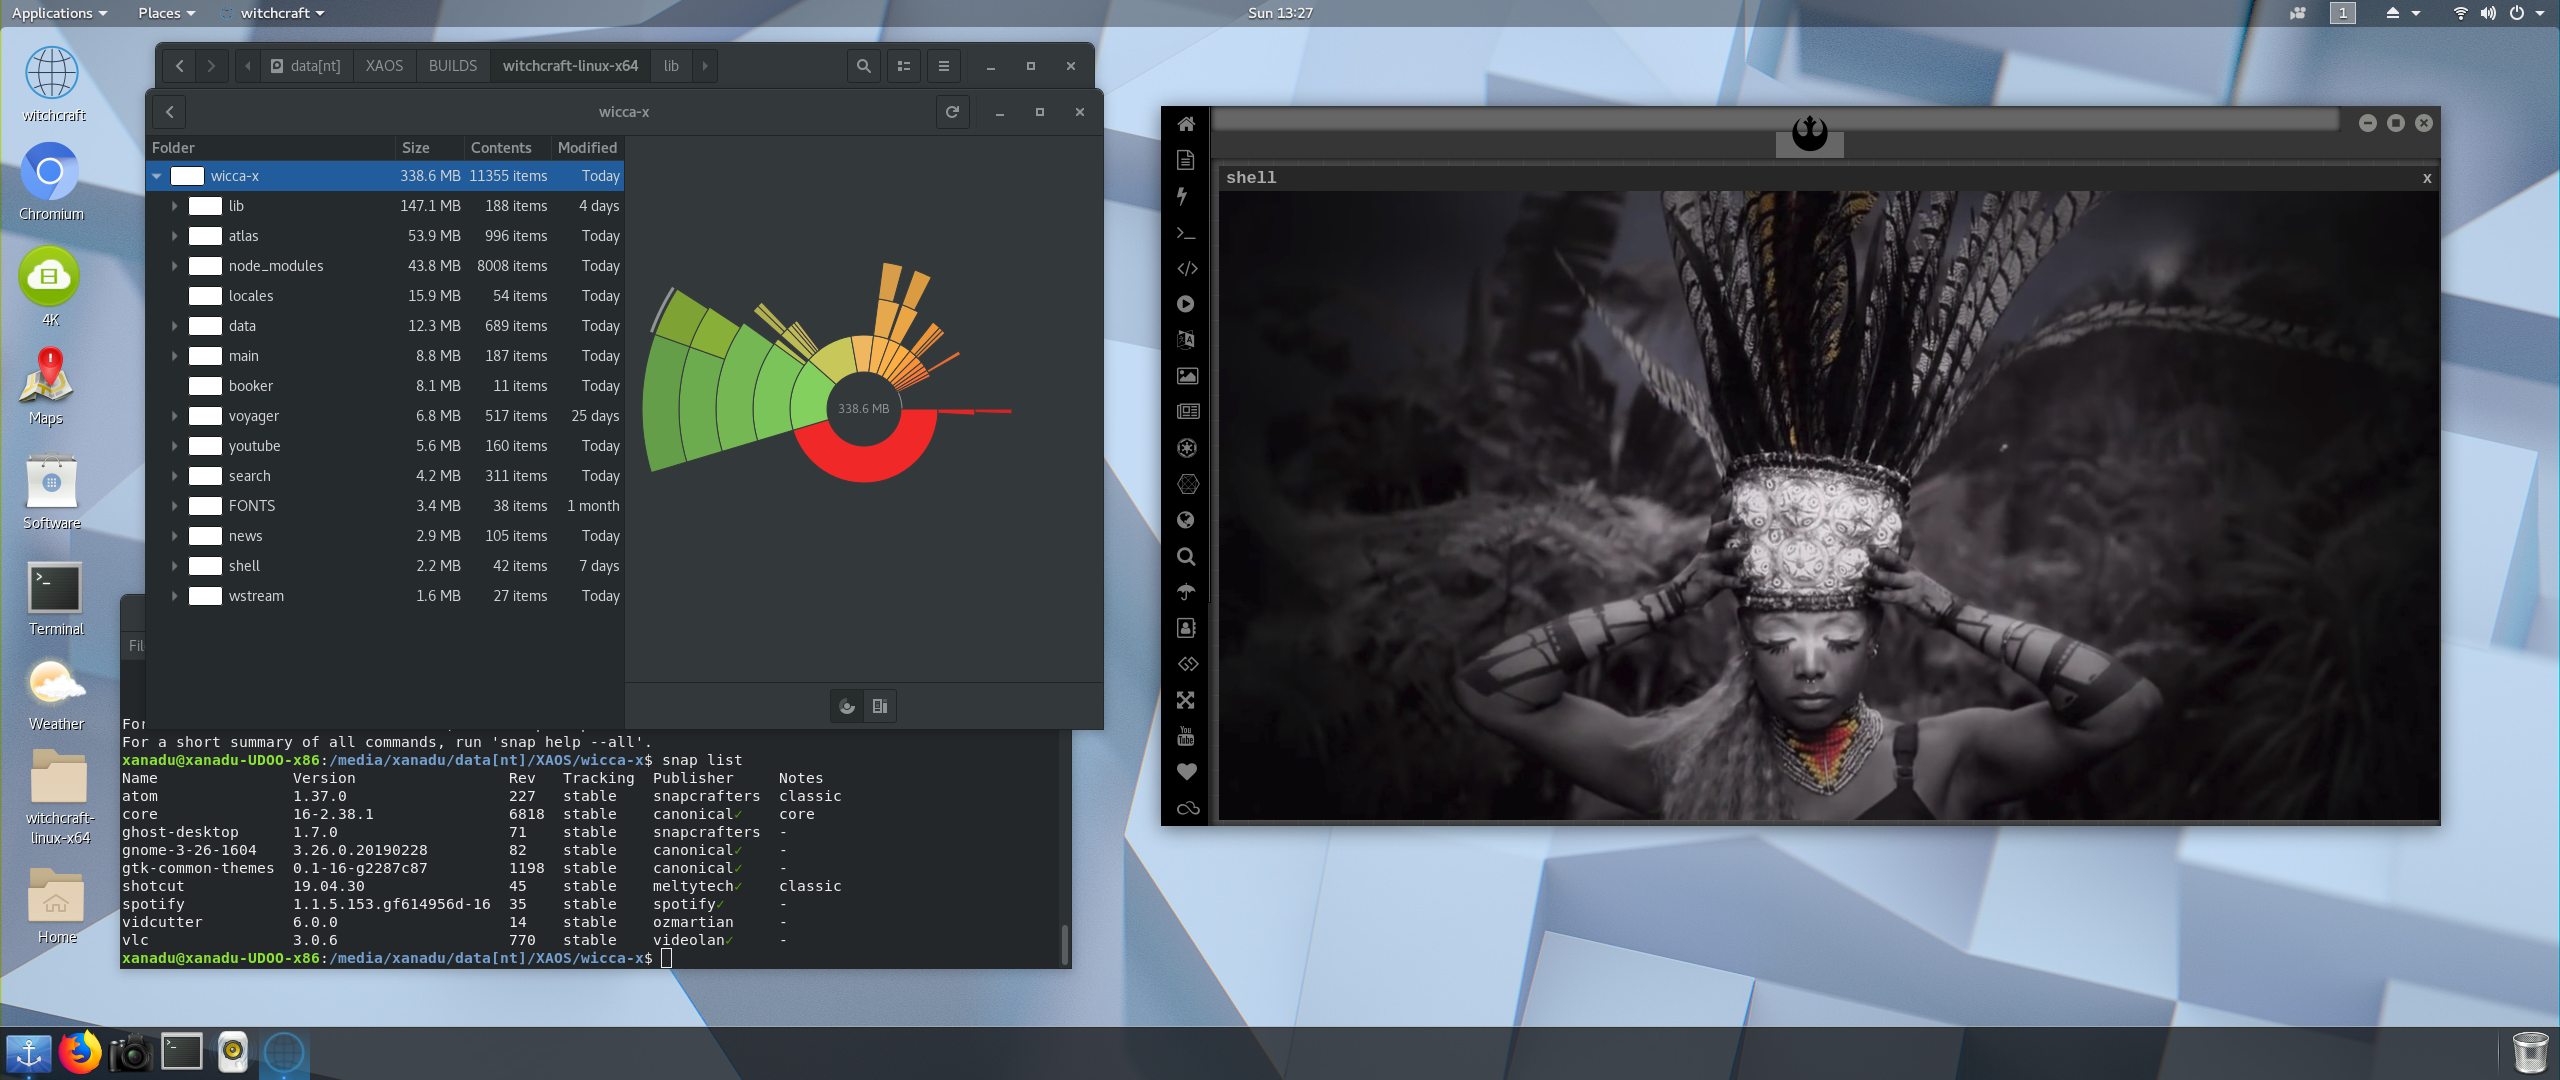 Applications Places witchcraft Sun 13:27 1
witchcraft
Chromium
4K
Maps
Software
Terminal
Weather
witchcraft-
linux-x64
Home
data[nt] XAOS BUILDS witchcraft-linux-x64 lib
wicca-x
Folder Size Contents Modified
wicca-x 338.6 MB 11355 items Today
lib 147.1 MB 188 items 4 days
atlas 53.9 MB 996 items Today
node_modules 43.8 MB 8008 items Today
locales 15.9 MB 54 items Today
data 12.3 MB 689 items Today
main 8.8 MB 187 items Today
booker 8.1 MB 11 items Today
voyager 6.8 MB 517 items 25 days
youtube 5.6 MB 160 items Today
search 4.2 MB 311 items Today
FONTS 3.4 MB 38 items 1 month
news 2.9 MB 105 items Today
shell 2.2 MB 42 items 7 days
wstream 1.6 MB 27 items Today
338.6 MB
Fil
For
For a short summary of all commands, run 'snap help --all'.
xanadu@xanadu-UDOO-x86:/media/xanadu/data[nt]/XAOS/wicca-x$ snap list
Name Version Rev Tracking Publisher Notes
atom 1.37.0 227 stable snapcrafters classic
core 16-2.38.1 6818 stable canonical✓ core
ghost-desktop 1.7.0 71 stable snapcrafters -
gnome-3-26-1604 3.26.0.20190228 82 stable canonical✓ -
gtk-common-themes 0.1-16-g2287c87 1198 stable canonical✓ -
shotcut 19.04.30 45 stable meltytech✓ classic
spotify 1.1.5.153.gf614956d-16 35 stable spotify✓ -
vidcutter 6.0.0 14 stable ozmartian -
vlc 3.0.6 770 stable videolan✓ -
xanadu@xanadu-UDOO-x86:/media/xanadu/data[nt]/XAOS/wicca-x$
shell x
You
Tube